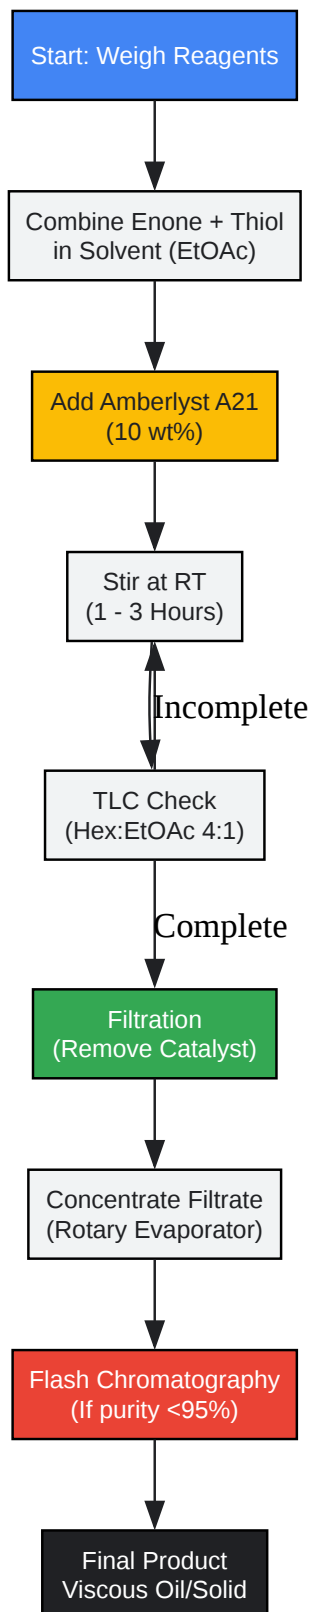 Start: Weigh Reagents
Combine Enone + Thiol
in Solvent (EtOAc)
Add Amberlyst A21
(10 wt%)
Stir at RT
(1 - 3 Hours)
Incomplete
TLC Check
(Hex:EtOAc 4:1)
Complete
Filtration
(Remove Catalyst)
Concentrate Filtrate
(Rotary Evaporator)
Flash Chromatography
(If purity <95%)
Final Product
Viscous Oil/Solid